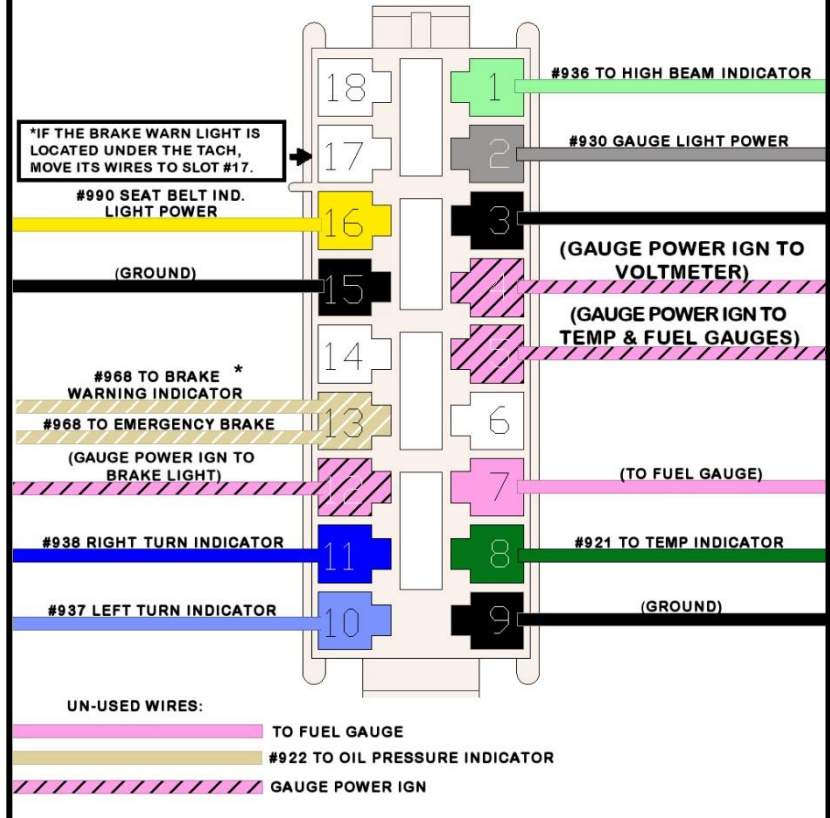 18
1
#936 TO HIGH BEAM INDICATOR
*IF THE BRAKE WARN LIGHT IS
LOCATED UNDER THE TACH,
MOVE ITS WIRES TO SLOT #17.
17
2
#930 GAUGE LIGHT POWER
#990 SEAT BELT IND.
LIGHT POWER
16
3
(GAUGE POWER IGN TO
VOLTMETER)
(GROUND)
15
4
(GAUGE POWER IGN TO
TEMP & FUEL GAUGES)
14
5
#968 TO BRAKE *
WARNING INDICATOR
#968 TO EMERGENCY BRAKE
13
6
(GAUGE POWER IGN TO
BRAKE LIGHT)
12
7
(TO FUEL GAUGE)
#938 RIGHT TURN INDICATOR
11
8
#921 TO TEMP INDICATOR
#937 LEFT TURN INDICATOR
10
9
(GROUND)
UN-USED WIRES:
TO FUEL GAUGE
#922 TO OIL PRESSURE INDICATOR
GAUGE POWER IGN